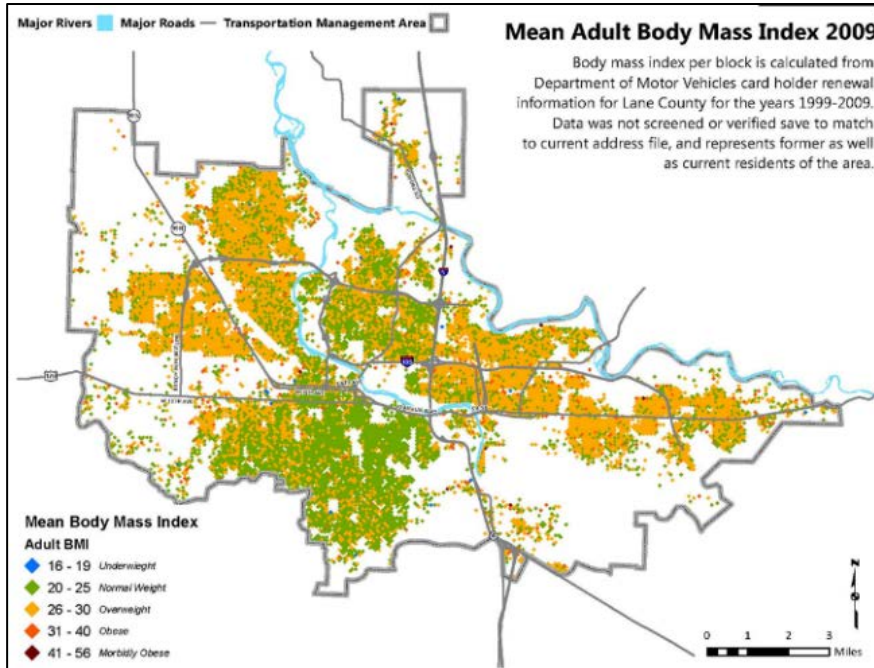 Major Rivers Major Roads Transportation Management Area
Mean Adult Body Mass Index 2009
Body mass index per block is calculated from
Department of Motor Vehicles card holder renewal
information for Lane County for the years 1999-2009.
Data was not screened or verified save to match
to current address file, and represents former as well
as current residents of the area.
Mean Body Mass Index
Adult BMI
16 - 19 Underwieght
20 - 25 Normal Weight
26 - 30 Overweight
31 - 40 Obese
41 - 56 Morbidly Obese
N
0 1 2 3
Miles